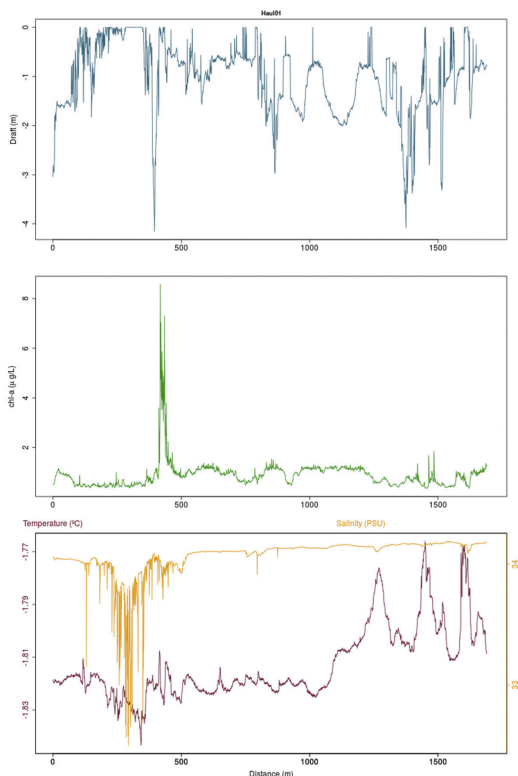 Haul01
Draft (m)
0
-1
-2
-3
-4
0 500 1000 1500
chl-a (μ g/L)
8
6
4
2
0 500 1000 1500
Temperature (ºC) Salinity (PSU)
-1.77
-1.79
-1.81
-1.83
34
33
0 500 1000 1500
Distance (m)